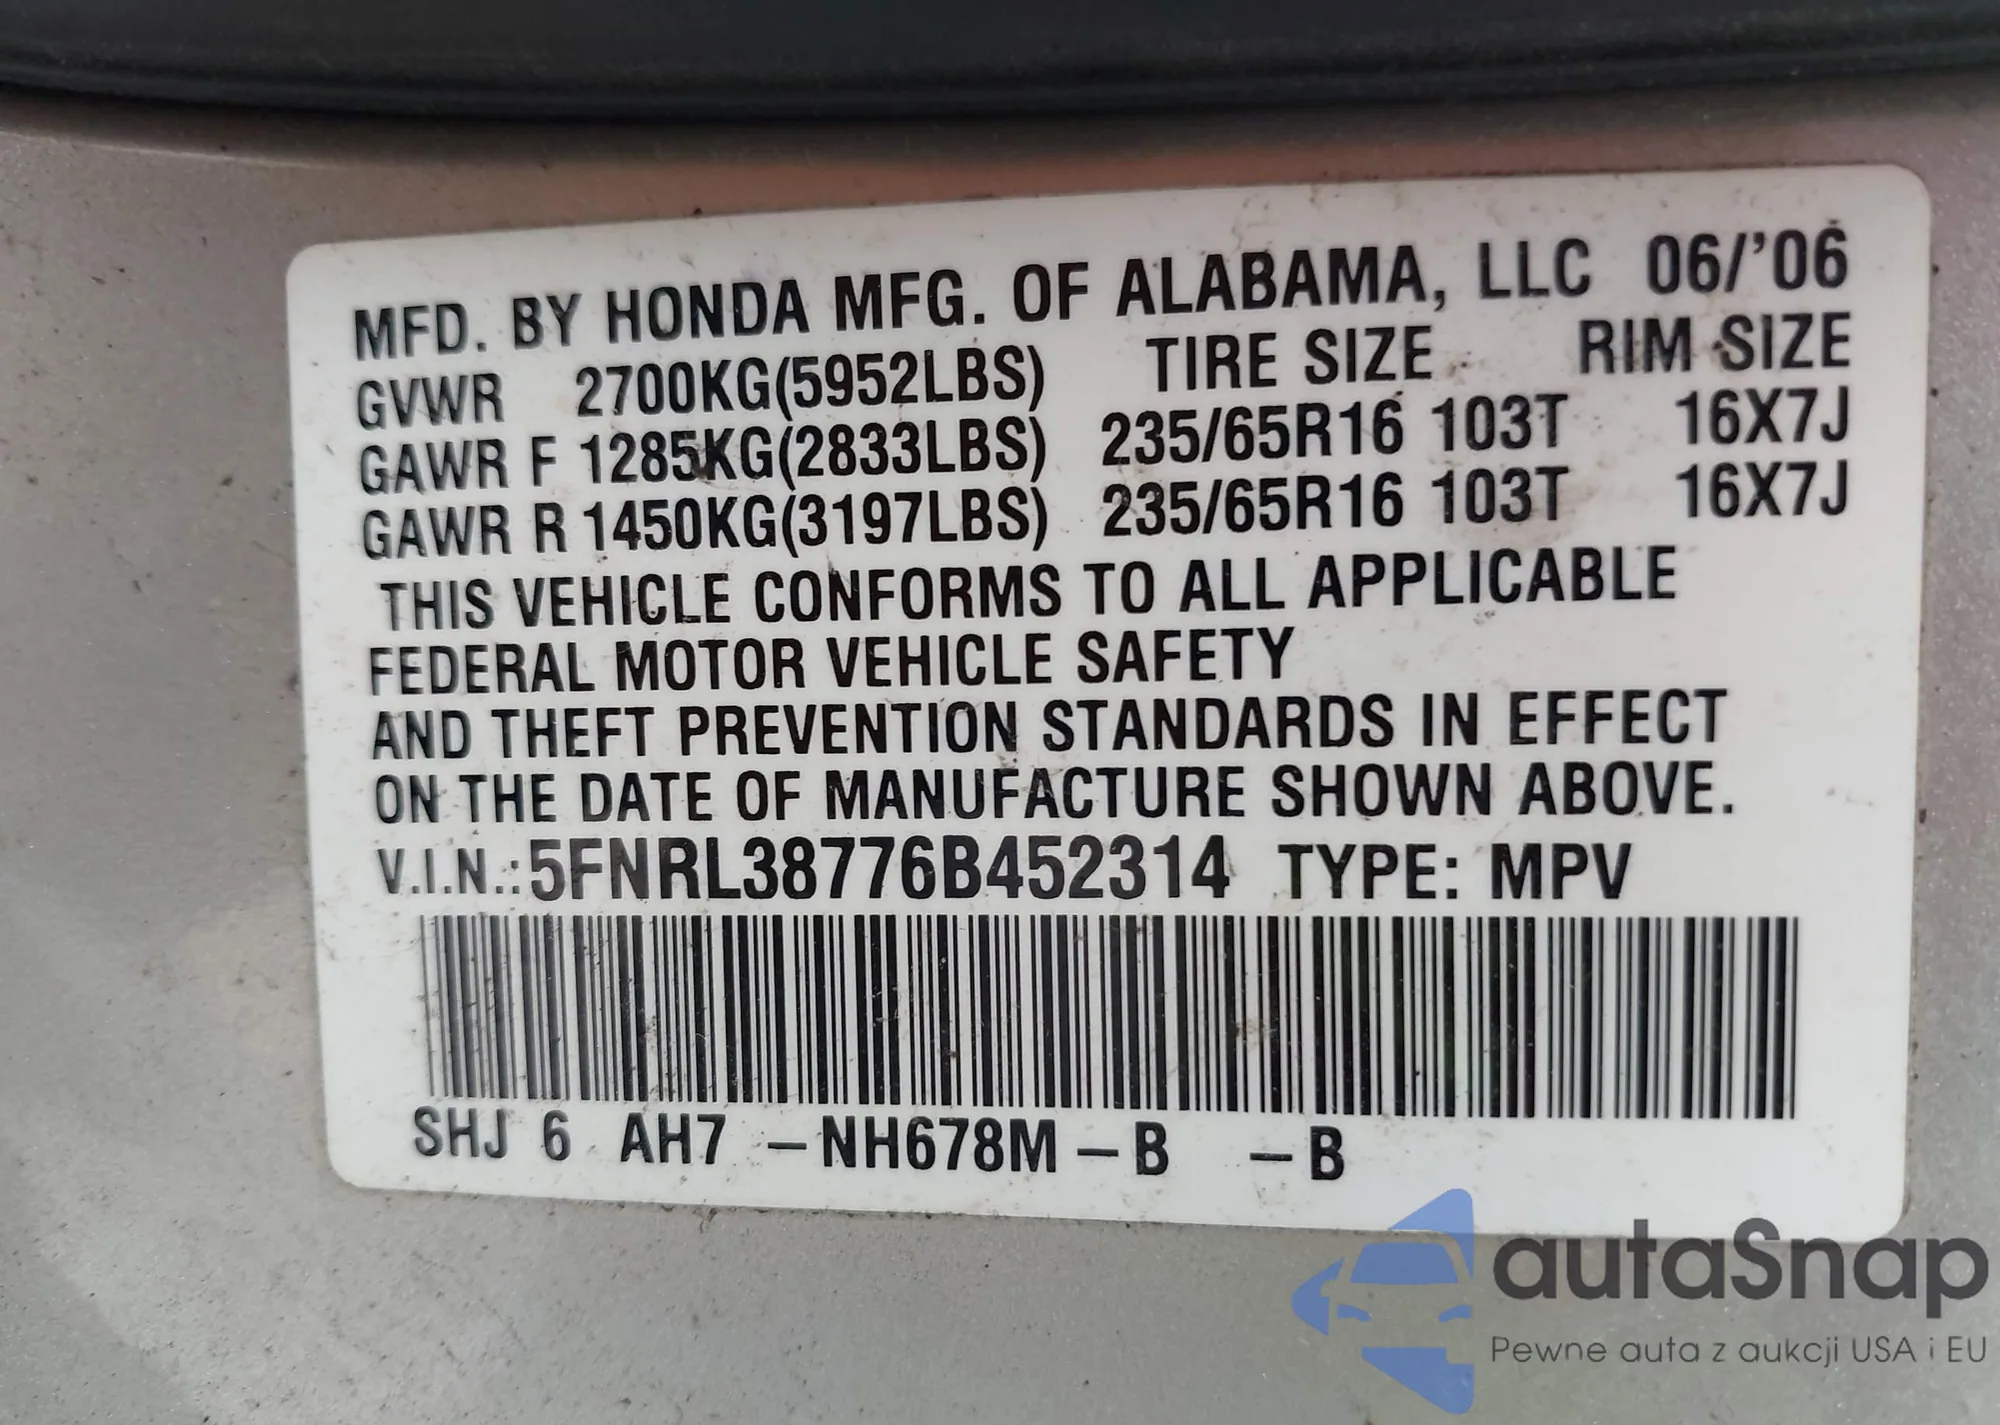 MFD. BY HONDA MFG. OF ALABAMA, LLC 06/'06
GVWR 2700KG(5952LBS) TIRE SIZE RIM SIZE
GAWR F 1285KG(2833LBS) 235/65R16 103T 16X7J
GAWR R 1450KG(3197LBS) 235/65R16 103T 16X7J
THIS VEHICLE CONFORMS TO ALL APPLICABLE
FEDERAL MOTOR VEHICLE SAFETY
AND THEFT PREVENTION STANDARDS IN EFFECT
ON THE DATE OF MANUFACTURE SHOWN ABOVE.
V.I.N.:5FNRL38776B452314 TYPE: MPV
SHJ 6 AH7 –NH678M – B – B
autaSnap
Pewne auta z aukcji USA i EU